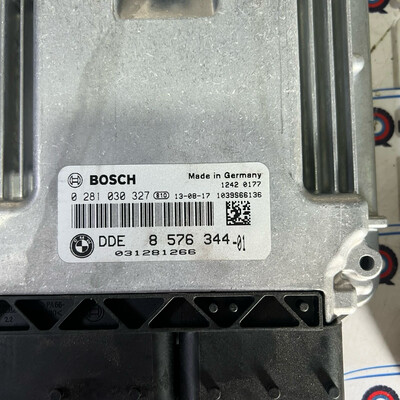 BOSCH
Made in Germany
1242 0177
0 281 030 327 B10 13-08-17 1039S66136
DDE 8 576 344-01
031281266